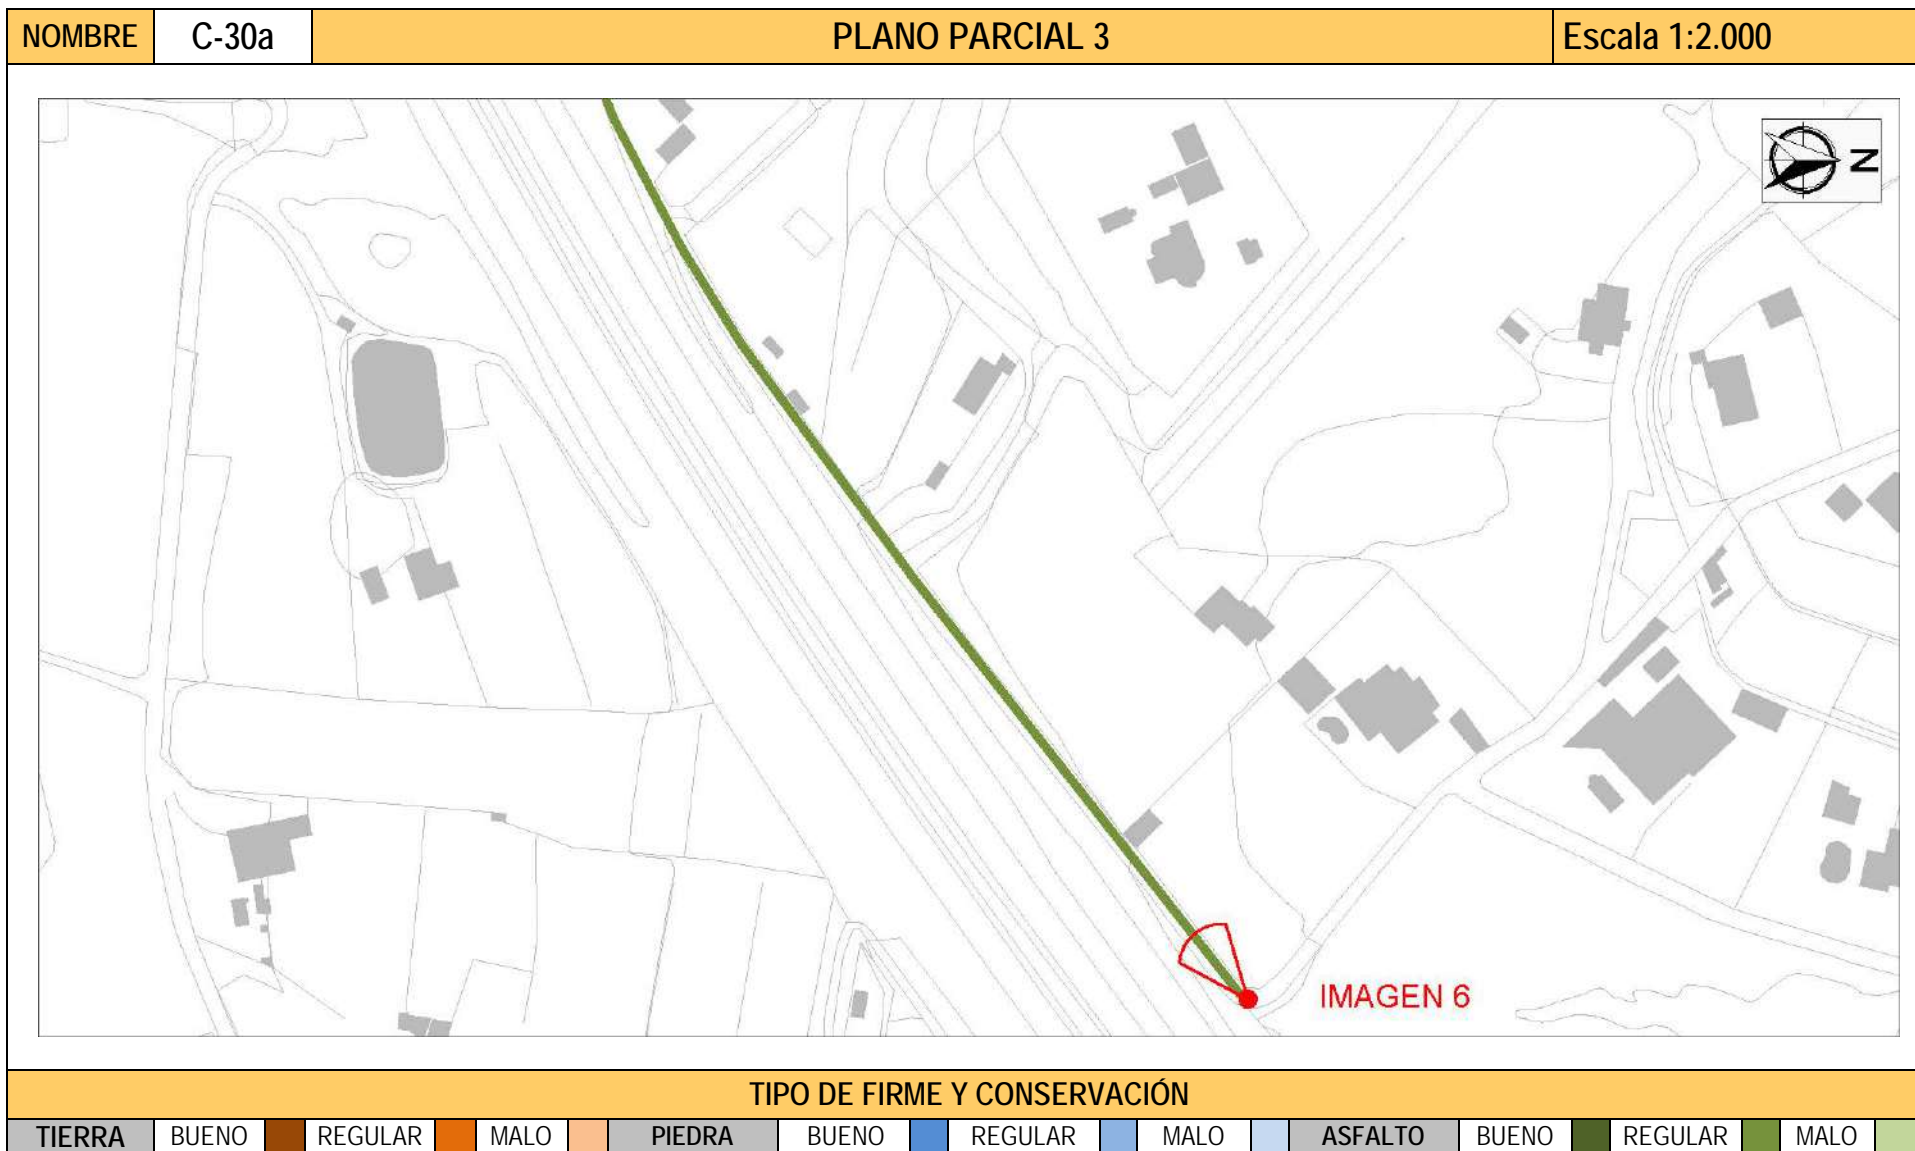 NOMBRE C-30a PLANO PARCIAL 3 Escala 1:2.000
N
IMAGEN 6
TIPO DE FIRME Y CONSERVACIÓN
TIERRA BUENO REGULAR MALO PIEDRA BUENO REGULAR MALO ASFALTO BUENO REGULAR MALO